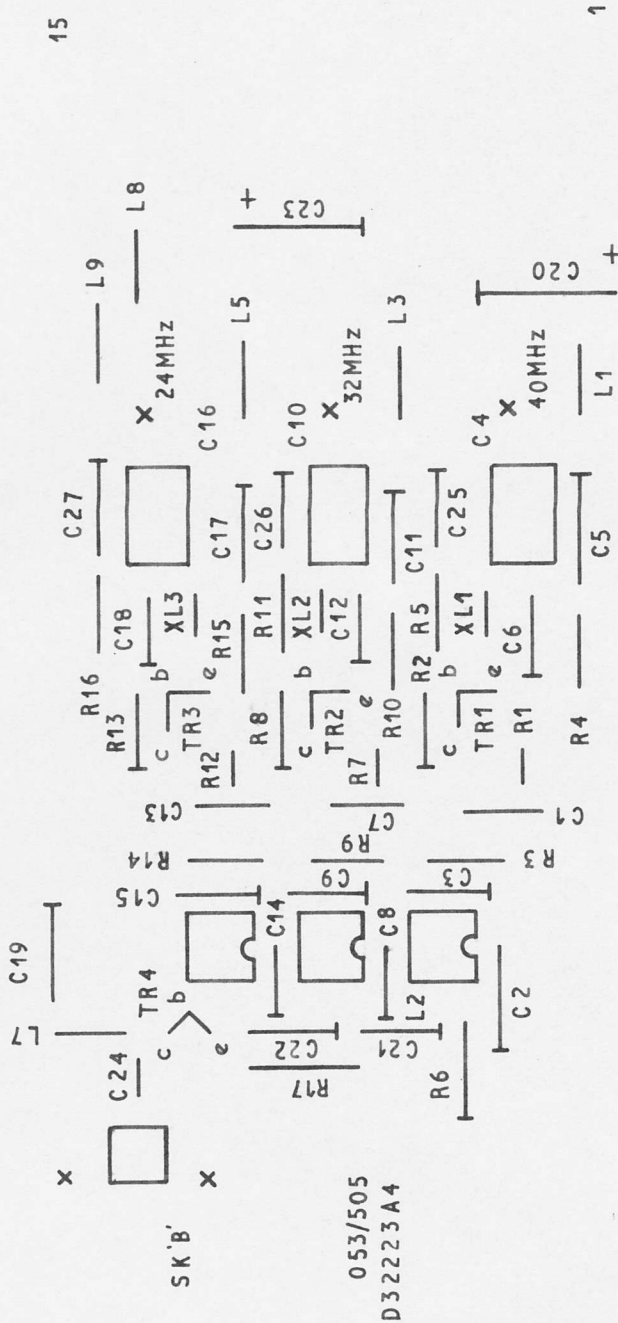 15
1
L9
L8
+
C23
L5
L3
C20
+
24MHz
X
C16
C10
X
32MHz
C4
X
40MHz
L1
C27
C17
C26
C11
C25
C5
R16
C18
XL3
R15
R11
XL2
C12
R5
XL1
C6
R13
b
c
e
TR3
R12
R8
b
c
e
TR2
R7
R10
R2
b
c
e
TR1
R1
R4
C13
C7
C1
R14
R9
R3
C15
C9
C3
C19
C14
C8
TR4
b
c
e
L2
C2
L7
C24
C22
C21
R17
R6
X
X
SK'B'
053/505
D32223A4